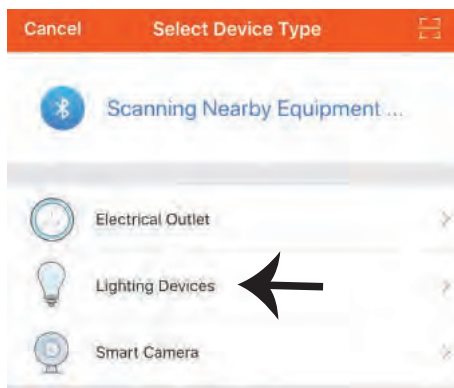 Cancel Select Device Type
Scanning Nearby Equipment ...
Electrical Outlet
Lighting Devices
Smart Camera